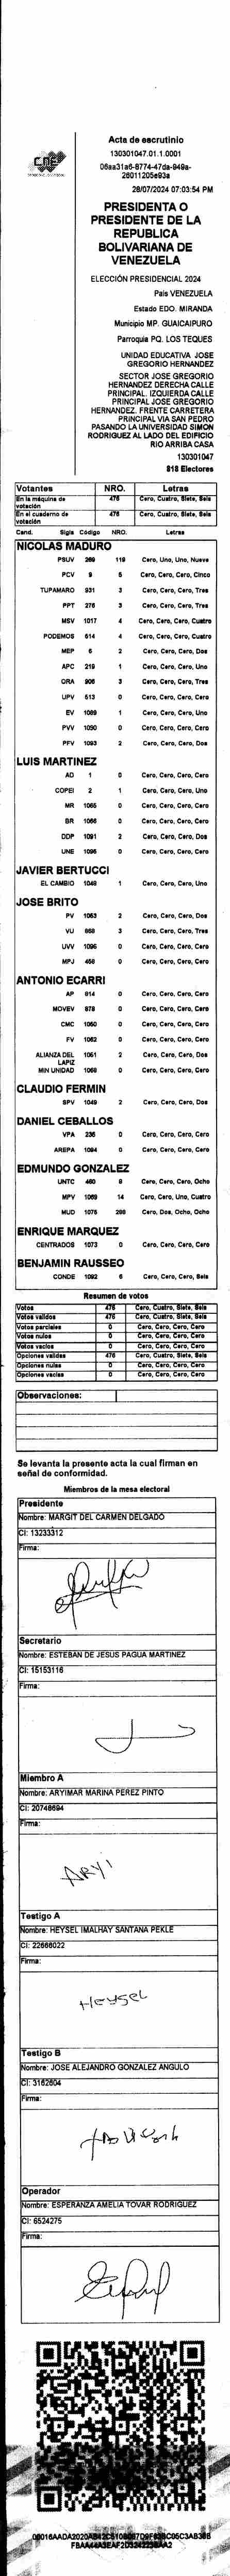 CNE
Acta de escrutinio
130301047.01.1.0001
06aa31a6-8774-47da-949a-
26011205e93a
28/07/2024 07:03:54 PM
PRESIDENTA O
PRESIDENTE DE LA
REPUBLICA
BOLIVARIANA DE
VENEZUELA
ELECCIÓN PRESIDENCIAL 2024
País VENEZUELA
Estado EDO. MIRANDA
Municipio MP. GUAICAIPURO
Parroquia PQ. LOS TEQUES
UNIDAD EDUCATIVA JOSE
GREGORIO HERNANDEZ
SECTOR JOSE GREGORIO
HERNANDEZ DERECHA CALLE
PRINCIPAL. IZQUIERDA CALLE
PRINCIPAL JOSE GREGORIO
HERNANDEZ. FRENTE CARRETERA
PRINCIPAL VIA SAN PEDRO
PASANDO LA UNIVERSIDAD SIMON
RODRIGUEZ AL LADO DEL EDIFICIO
RIO ARRIBA CASA
130301047
818 Electores
Votantes NRO. Letras
En la máquina de votación 476 Cero, Cuatro, Siete, Seis
En el cuaderno de votación 476 Cero, Cuatro, Siete, Seis
Cand. Sigla Código NRO. Letras
NICOLAS MADURO
PSUV 269 119 Cero, Uno, Uno, Nueve
PCV 9 5 Cero, Cero, Cero, Cinco
TUPAMARO 931 3 Cero, Cero, Cero, Tres
PPT 276 3 Cero, Cero, Cero, Tres
MSV 1017 4 Cero, Cero, Cero, Cuatro
PODEMOS 614 4 Cero, Cero, Cero, Cuatro
MEP 6 2 Cero, Cero, Cero, Dos
APC 219 1 Cero, Cero, Cero, Uno
ORA 906 3 Cero, Cero, Cero, Tres
UPV 513 0 Cero, Cero, Cero, Cero
EV 1089 1 Cero, Cero, Cero, Uno
PVV 1090 0 Cero, Cero, Cero, Cero
PFV 1093 2 Cero, Cero, Cero, Dos
LUIS MARTINEZ
AD 1 0 Cero, Cero, Cero, Cero
COPEI 2 1 Cero, Cero, Cero, Uno
MR 1065 0 Cero, Cero, Cero, Cero
BR 1066 0 Cero, Cero, Cero, Cero
DDP 1091 2 Cero, Cero, Cero, Dos
UNE 1095 0 Cero, Cero, Cero, Cero
JAVIER BERTUCCI
EL CAMBIO 1048 1 Cero, Cero, Cero, Uno
JOSE BRITO
PV 1053 2 Cero, Cero, Cero, Dos
VU 868 3 Cero, Cero, Cero, Tres
UVV 1096 0 Cero, Cero, Cero, Cero
MPJ 458 0 Cero, Cero, Cero, Cero
ANTONIO ECARRI
AP 814 0 Cero, Cero, Cero, Cero
MOVEV 878 0 Cero, Cero, Cero, Cero
CMC 1050 0 Cero, Cero, Cero, Cero
FV 1062 0 Cero, Cero, Cero, Cero
ALIANZA DEL LAPIZ 1051 2 Cero, Cero, Cero, Dos
MIN UNIDAD 1068 0 Cero, Cero, Cero, Cero
CLAUDIO FERMIN
SPV 1049 2 Cero, Cero, Cero, Dos
DANIEL CEBALLOS
VPA 236 0 Cero, Cero, Cero, Cero
AREPA 1094 0 Cero, Cero, Cero, Cero
EDMUNDO GONZALEZ
UNTC 460 8 Cero, Cero, Cero, Ocho
MPV 1069 14 Cero, Cero, Uno, Cuatro
MUD 1075 288 Cero, Dos, Ocho, Ocho
ENRIQUE MARQUEZ
CENTRADOS 1073 0 Cero, Cero, Cero, Cero
BENJAMIN RAUSSEO
CONDE 1092 6 Cero, Cero, Cero, Seis
Resumen de votos
Votos 476 Cero, Cuatro, Siete, Seis
Votos validos 476 Cero, Cuatro, Siete, Seis
Votos parciales 0 Cero, Cero, Cero, Cero
Votos nulos 0 Cero, Cero, Cero, Cero
Votos vacios 0 Cero, Cero, Cero, Cero
Opciones validas 476 Cero, Cuatro, Siete, Seis
Opciones nulas 0 Cero, Cero, Cero, Cero
Opciones vacias 0 Cero, Cero, Cero, Cero
Observaciones:
Se levanta la presente acta la cual firman en
señal de conformidad.
Miembros de la mesa electoral
Presidente
Nombre: MARGIT DEL CARMEN DELGADO
CI: 13233312
Firma:
Secretario
Nombre: ESTEBAN DE JESUS PAGUA MARTINEZ
CI: 15153116
Firma:
Miembro A
Nombre: ARYIMAR MARINA PEREZ PINTO
CI: 20746694
Firma:
ARYI
Testigo A
Nombre: HEYSEL IMALHAY SANTANA PEKLE
CI: 22666022
Firma:
Heysel
Testigo B
Nombre: JOSE ALEJANDRO GONZALEZ ANGULO
CI: 3162604
Firma:
Operador
Nombre: ESPERANZA AMELIA TOVAR RODRIGUEZ
CI: 6524275
Firma: